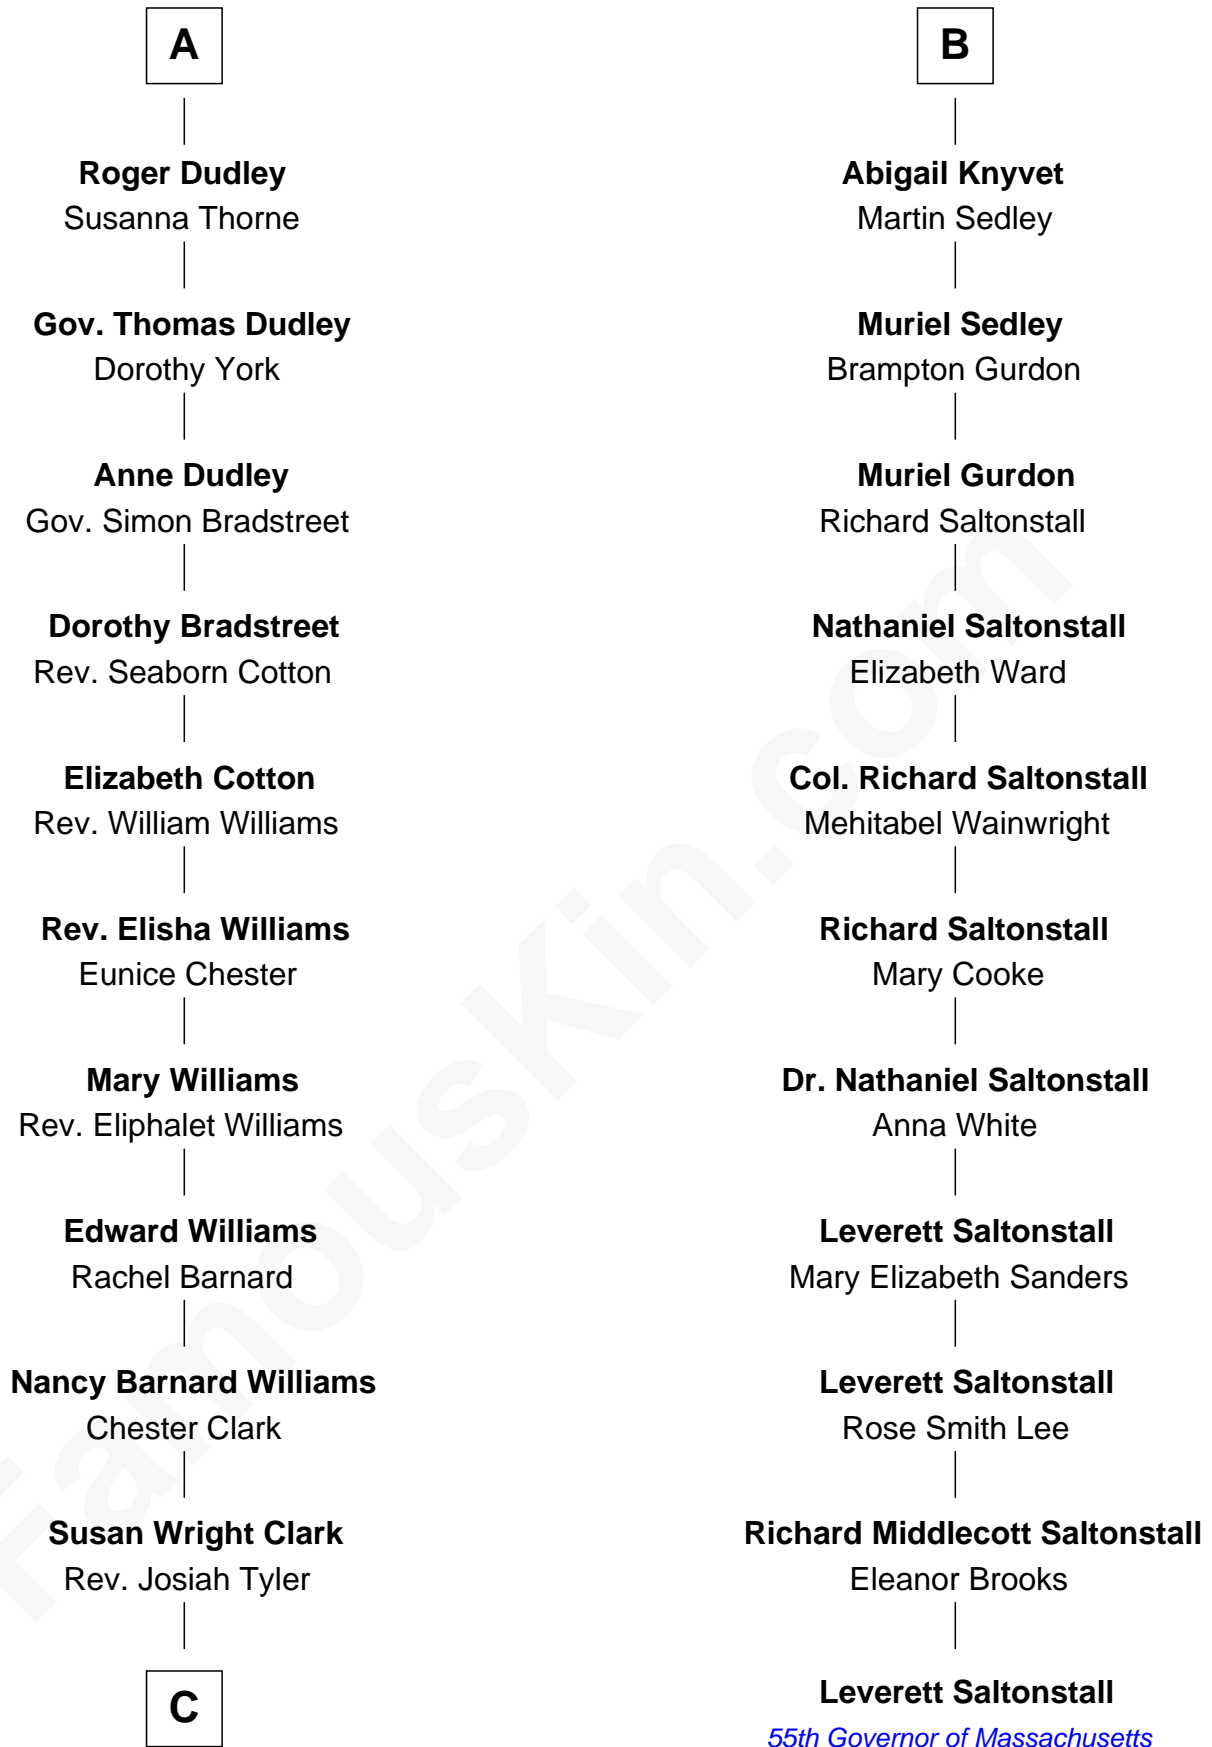 A
Roger Dudley
Susanna Thorne
Gov. Thomas Dudley
Dorothy York
Anne Dudley
Gov. Simon Bradstreet
Dorothy Bradstreet
Rev. Seaborn Cotton
Elizabeth Cotton
Rev. William Williams
Rev. Elisha Williams
Eunice Chester
Mary Williams
Rev. Eliphalet Williams
Edward Williams
Rachel Barnard
Nancy Barnard Williams
Chester Clark
Susan Wright Clark
Rev. Josiah Tyler
C
B
Abigail Knyvet
Martin Sedley
Muriel Sedley
Brampton Gurdon
Muriel Gurdon
Richard Saltonstall
Nathaniel Saltonstall
Elizabeth Ward
Col. Richard Saltonstall
Mehitabel Wainwright
Richard Saltonstall
Mary Cooke
Dr. Nathaniel Saltonstall
Anna White
Leverett Saltonstall
Mary Elizabeth Sanders
Leverett Saltonstall
Rose Smith Lee
Richard Middlecott Saltonstall
Eleanor Brooks
Leverett Saltonstall
55th Governor of Massachusetts
FamousKin.com